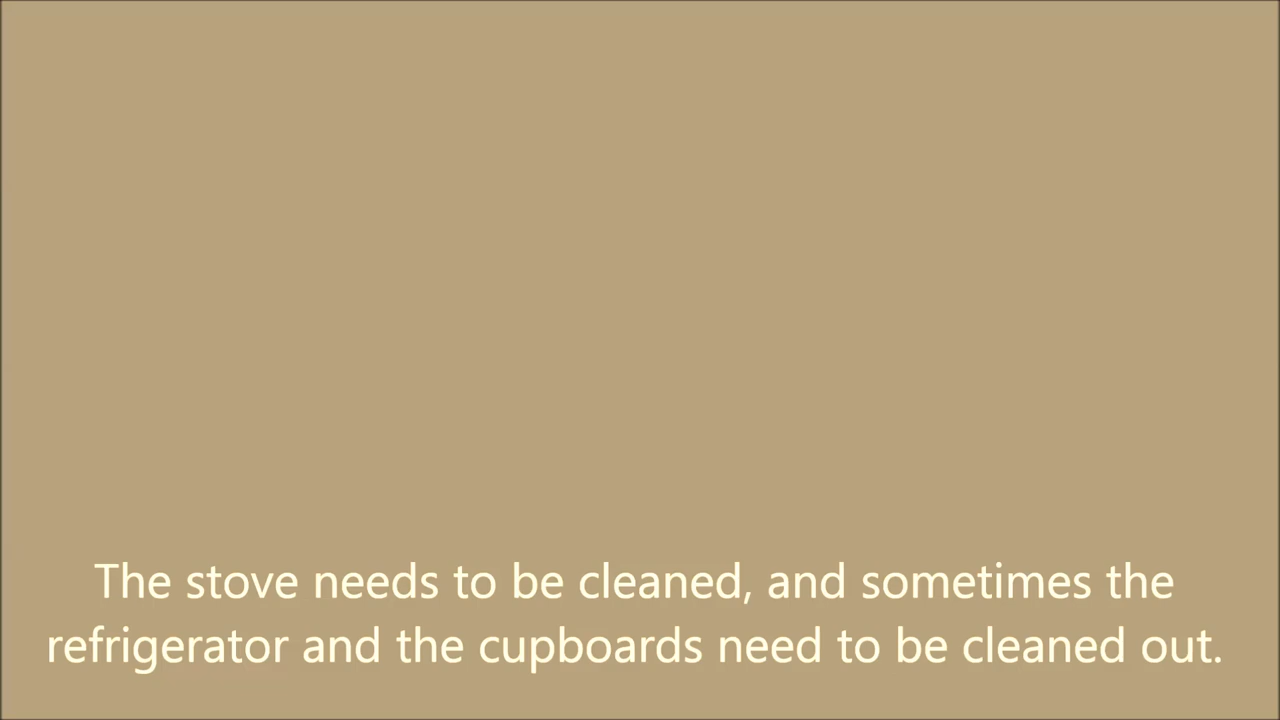 The stove needs to be cleaned, and sometimes the
refrigerator and the cupboards need to be cleaned out.